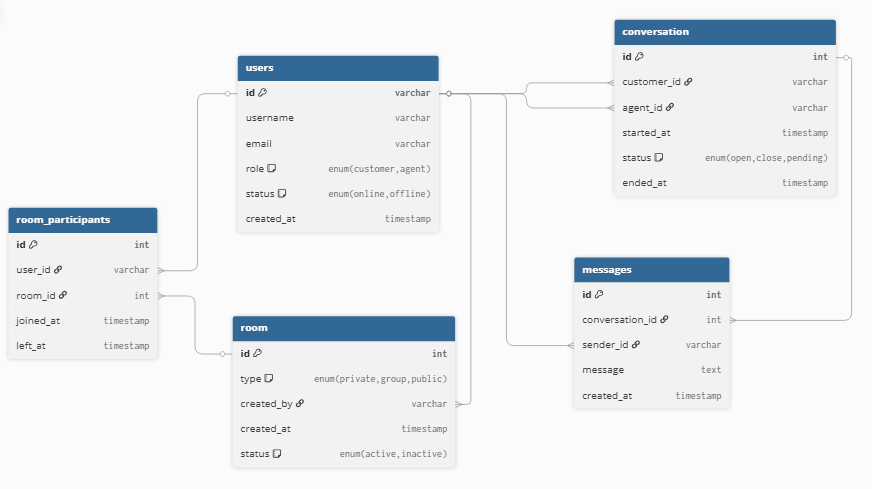 conversation
id int
customer_id varchar
agent_id varchar
started_at timestamp
status enum(open,close,pending)
ended_at timestamp
users
id varchar
username varchar
email varchar
role enum(customer,agent)
status enum(online,offline)
created_at timestamp
room_participants
id int
user_id varchar
room_id int
joined_at timestamp
left_at timestamp
messages
id int
conversation_id int
sender_id varchar
message text
created_at timestamp
room
id int
type enum(private,group,public)
created_by varchar
created_at timestamp
status enum(active,inactive)